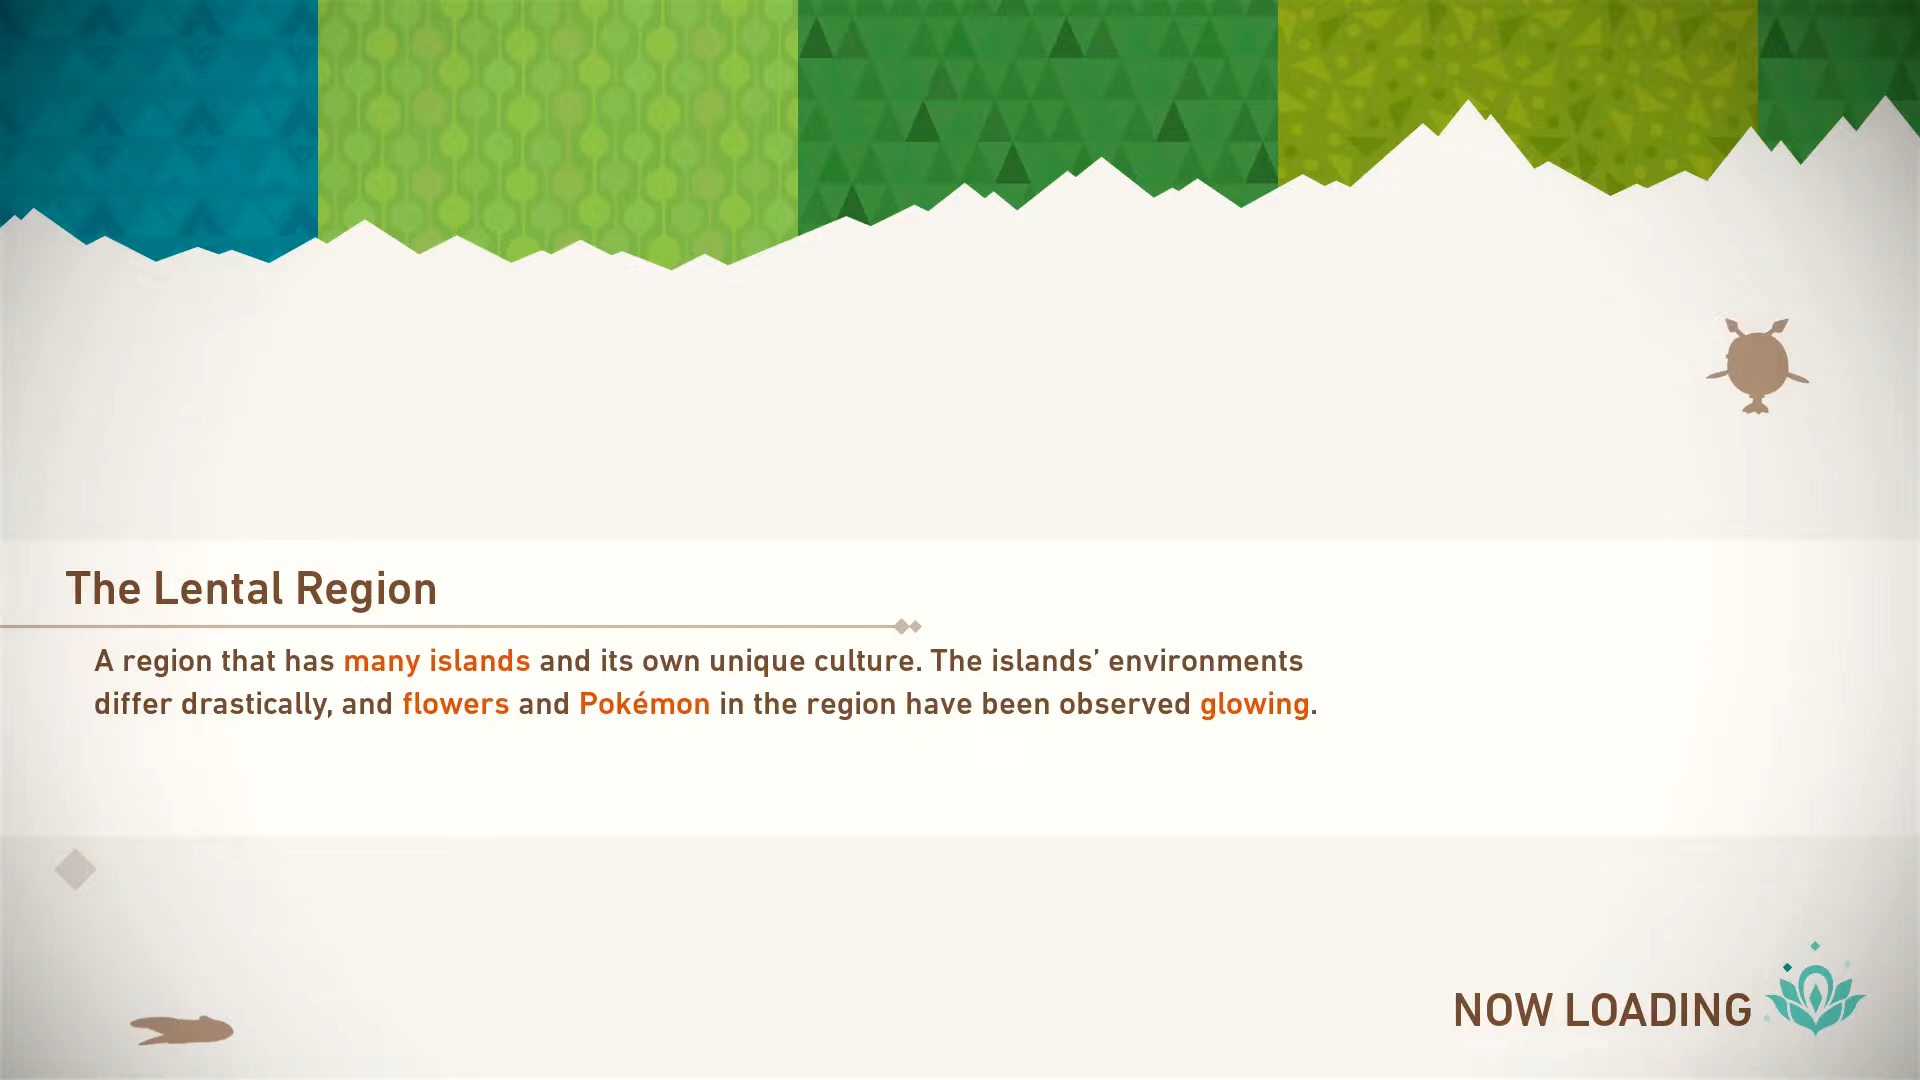 The Lental Region
A region that has many islands and its own unique culture. The islands’ environments
differ drastically, and flowers and Pokémon in the region have been observed glowing.
NOW LOADING